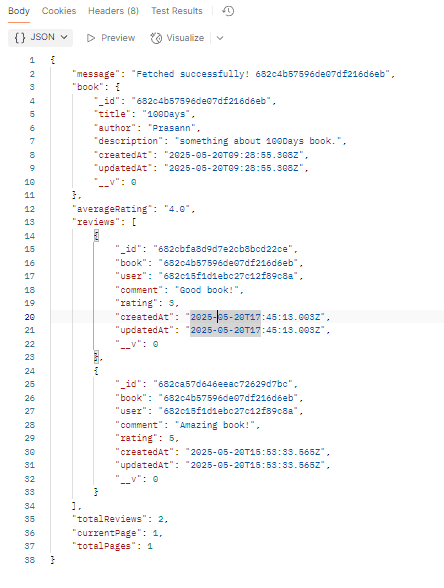 Body Cookies Headers (8) Test Results
{} JSON Preview Visualize
1 {
2 "message": "Fetched successfully! 682c4b57596de07df216d6eb",
3 "book": {
4 "_id": "682c4b57596de07df216d6eb",
5 "title": "100Days",
6 "author": "Prasann",
7 "description": "something about 100Days book.",
8 "createdAt": "2025-05-20T09:28:55.308Z",
9 "updatedAt": "2025-05-20T09:28:55.308Z",
10 "__v": 0
11 },
12 "averageRating": "4.0",
13 "reviews": [
14 {
15 "_id": "682cbfa8d9d7e2cb8bcd22ce",
16 "book": "682c4b57596de07df216d6eb",
17 "user": "682c15f1d1ebc27c12f89c8a",
18 "comment": "Good book!",
19 "rating": 3,
20 "createdAt": "2025-05-20T17:45:13.003Z",
21 "updatedAt": "2025-05-20T17:45:13.003Z",
22 "__v": 0
23 },
24 {
25 "_id": "682ca57d646eeac72629d7bc",
26 "book": "682c4b57596de07df216d6eb",
27 "user": "682c15f1d1ebc27c12f89c8a",
28 "comment": "Amazing book!",
29 "rating": 5,
30 "createdAt": "2025-05-20T15:53:33.565Z",
31 "updatedAt": "2025-05-20T15:53:33.565Z",
32 "__v": 0
33 }
34 ],
35 "totalReviews": 2,
36 "currentPage": 1,
37 "totalPages": 1
38 }